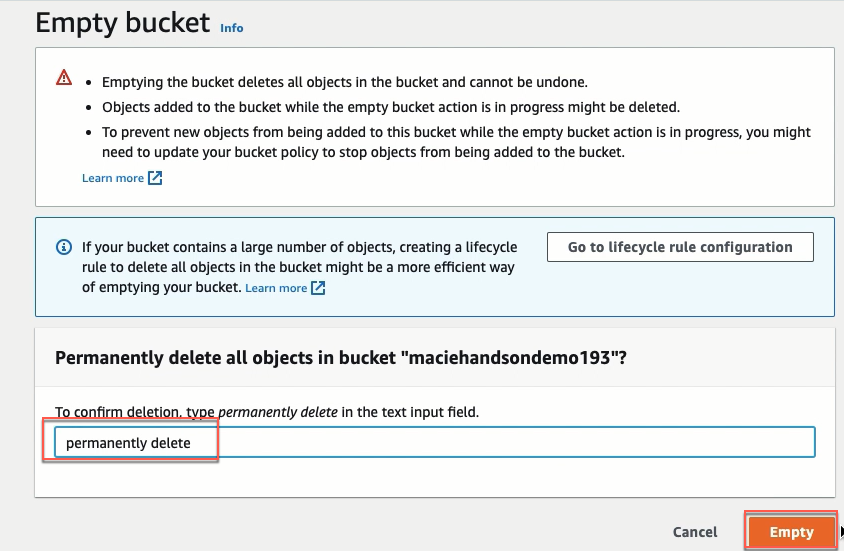 Empty bucket Info
• Emptying the bucket deletes all objects in the bucket and cannot be undone.
• Objects added to the bucket while the empty bucket action is in progress might be deleted.
• To prevent new objects from being added to this bucket while the empty bucket action is in progress, you might
need to update your bucket policy to stop objects from being added to the bucket.
Learn more
If your bucket contains a large number of objects, creating a lifecycle
rule to delete all objects in the bucket might be a more efficient way
of emptying your bucket. Learn more
Go to lifecycle rule configuration
Permanently delete all objects in bucket "maciehandsondemo193"?
To confirm deletion, type permanently delete in the text input field.
permanently delete
Cancel
Empty